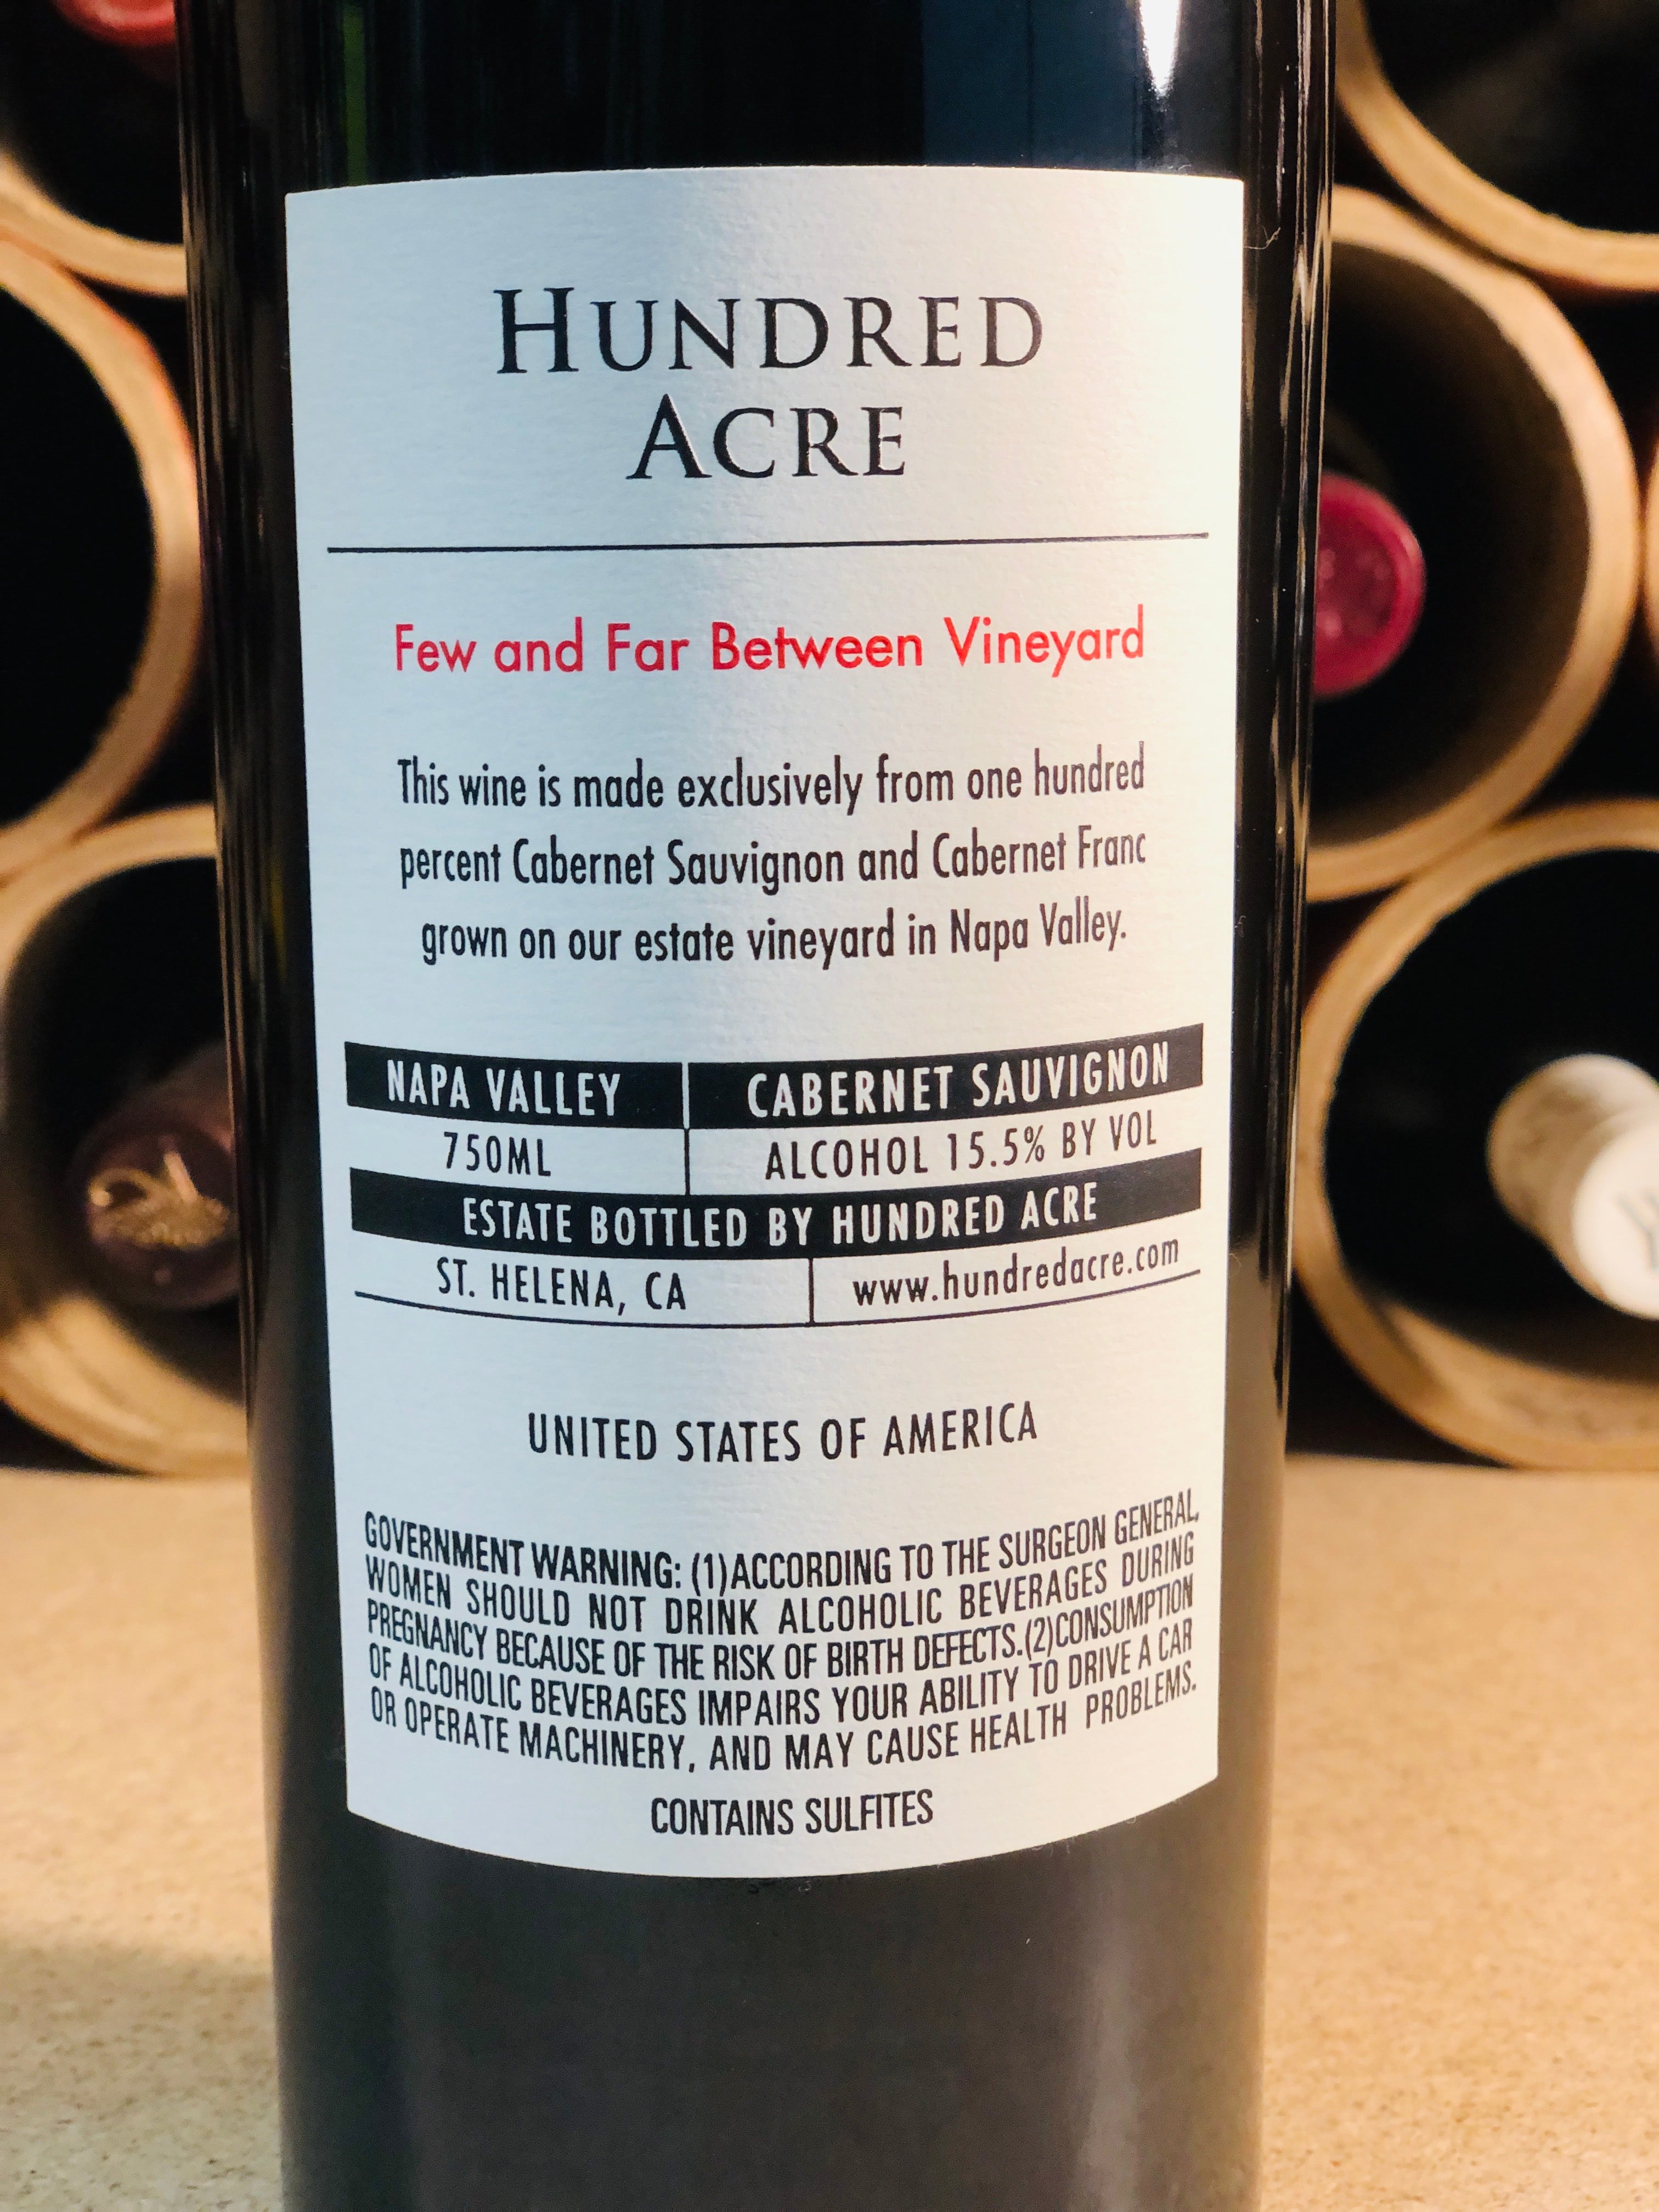 HUNDRED
ACRE
Few and Far Between Vineyard
This wine is made exclusively from one hundred
percent Cabernet Sauvignon and Cabernet Franc
grown on our estate vineyard in Napa Valley.
NAPA VALLEY CABERNET SAUVIGNON
750ML ALCOHOL 15.5% BY VOL
ESTATE BOTTLED BY HUNDRED ACRE
ST. HELENA, CA www.hundredacre.com
UNITED STATES OF AMERICA
GOVERNMENT WARNING: (1)ACCORDING TO THE SURGEON GENERAL,
WOMEN SHOULD NOT DRINK ALCOHOLIC BEVERAGES DURING
PREGNANCY BECAUSE OF THE RISK OF BIRTH DEFECTS.(2)CONSUMPTION
OF ALCOHOLIC BEVERAGES IMPAIRS YOUR ABILITY TO DRIVE A CAR
OR OPERATE MACHINERY, AND MAY CAUSE HEALTH PROBLEMS.
CONTAINS SULFITES